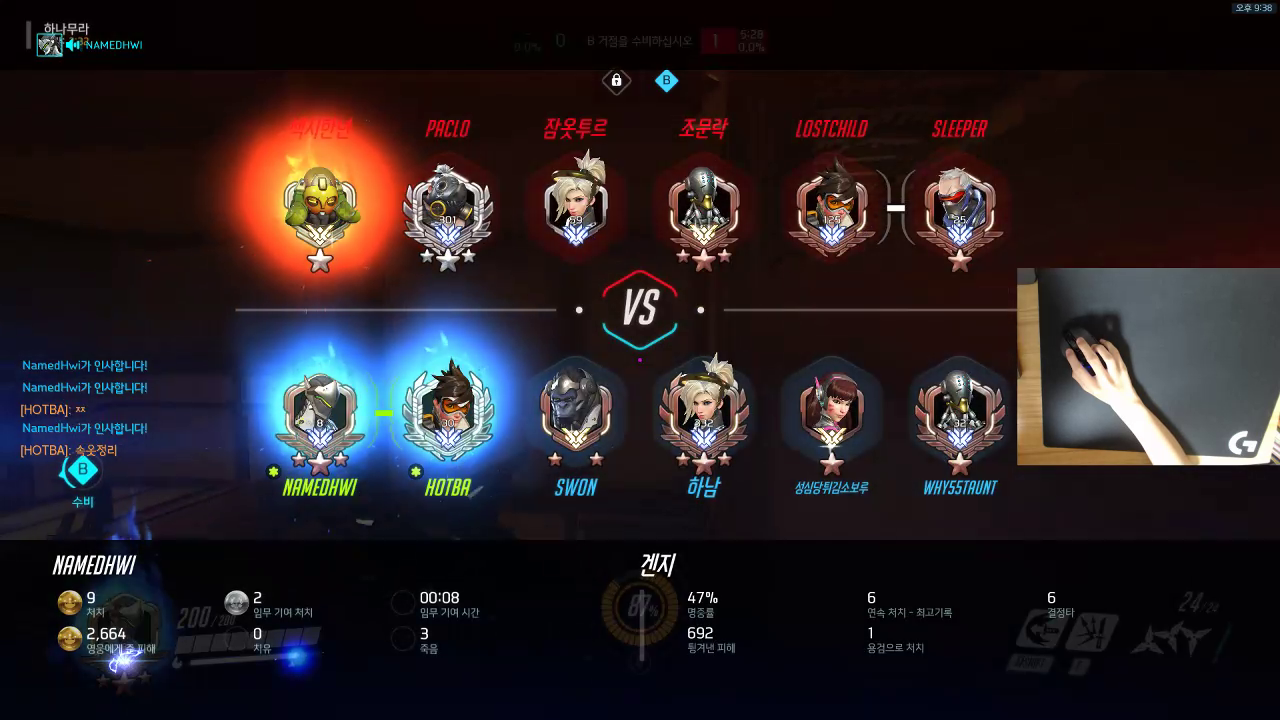 오후 9:38
하나무라
NAMEDHWI
0 B 거점을 수비하십시오 1 5:28
0.0% 0.0%
B
PACLO 잠옷투르 조문락 LOSTCHILD SLEEPER
301 59 125 25
VS
NamedHwi가 인사합니다!
NamedHwi가 인사합니다!
[HOTBA]: xx
NamedHwi가 인사합니다!
[HOTBA]: 속옷정리
B
수비
8 30 332 32
NAMEDHWI HOTBA SWON 하남 성심당튀김소보루 WHY55TAUNT
G
NAMEDHWI 겐지
9 2 00:08 47% 6 6
처치 임무 기여 처치 임무 기여 시간 명중률 연속 처치 - 최고기록 결정타
2,664 0 3 692 1
영웅에게 준 피해 치유 죽음 튕겨낸 피해 용검으로 처치
200/200 87% 24/24